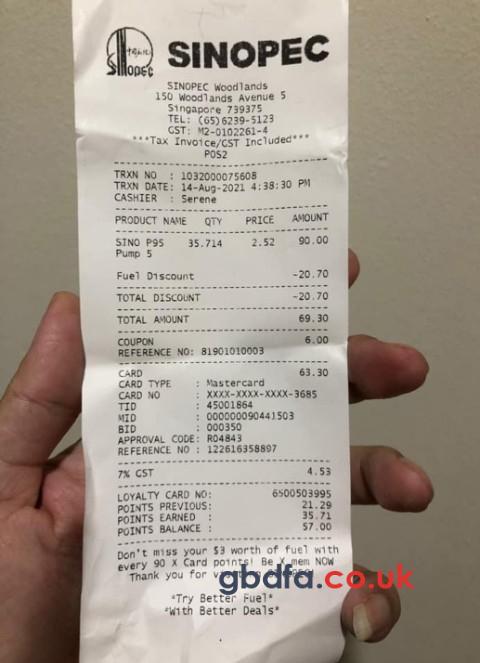 中国石化
SINOPEC
SINOPEC
SINOPEC Woodlands
150 Woodlands Avenue 5
Singapore 739375
TEL: (65)6239-5123
GST: M2-0102261-4
***Tax Invoice/GST Included***
POS2
TRXN NO : 1032000075608
TRXN DATE: 14-Aug-2021 4:38:30 PM
CASHIER : Serene
PRODUCT NAME QTY PRICE AMOUNT
SINO P95 35.714 2.52 90.00
Pump 5
Fuel Discount -20.70
TOTAL DISCOUNT -20.70
TOTAL AMOUNT 69.30
COUPON 6.00
REFERENCE NO: 81901010003
CARD 63.30
CARD TYPE : Mastercard
CARD NO : XXXX-XXXX-XXXX-3685
TID : 45001864
MID : 000000090441503
BID : 000350
APPROVAL CODE: R04843
REFERENCE NO : 122616358897
7% GST 4.53
LOYALTY CARD NO: 6500503995
POINTS PREVIOUS: 21.29
POINTS EARNED : 35.71
POINTS BALANCE : 57.00
Don't miss your $3 worth of fuel with
every 90 X Card points! Be X mem NOW
Thank you for
gbdfa.co.uk
*Try Better Fuel*
*With Better Deals*